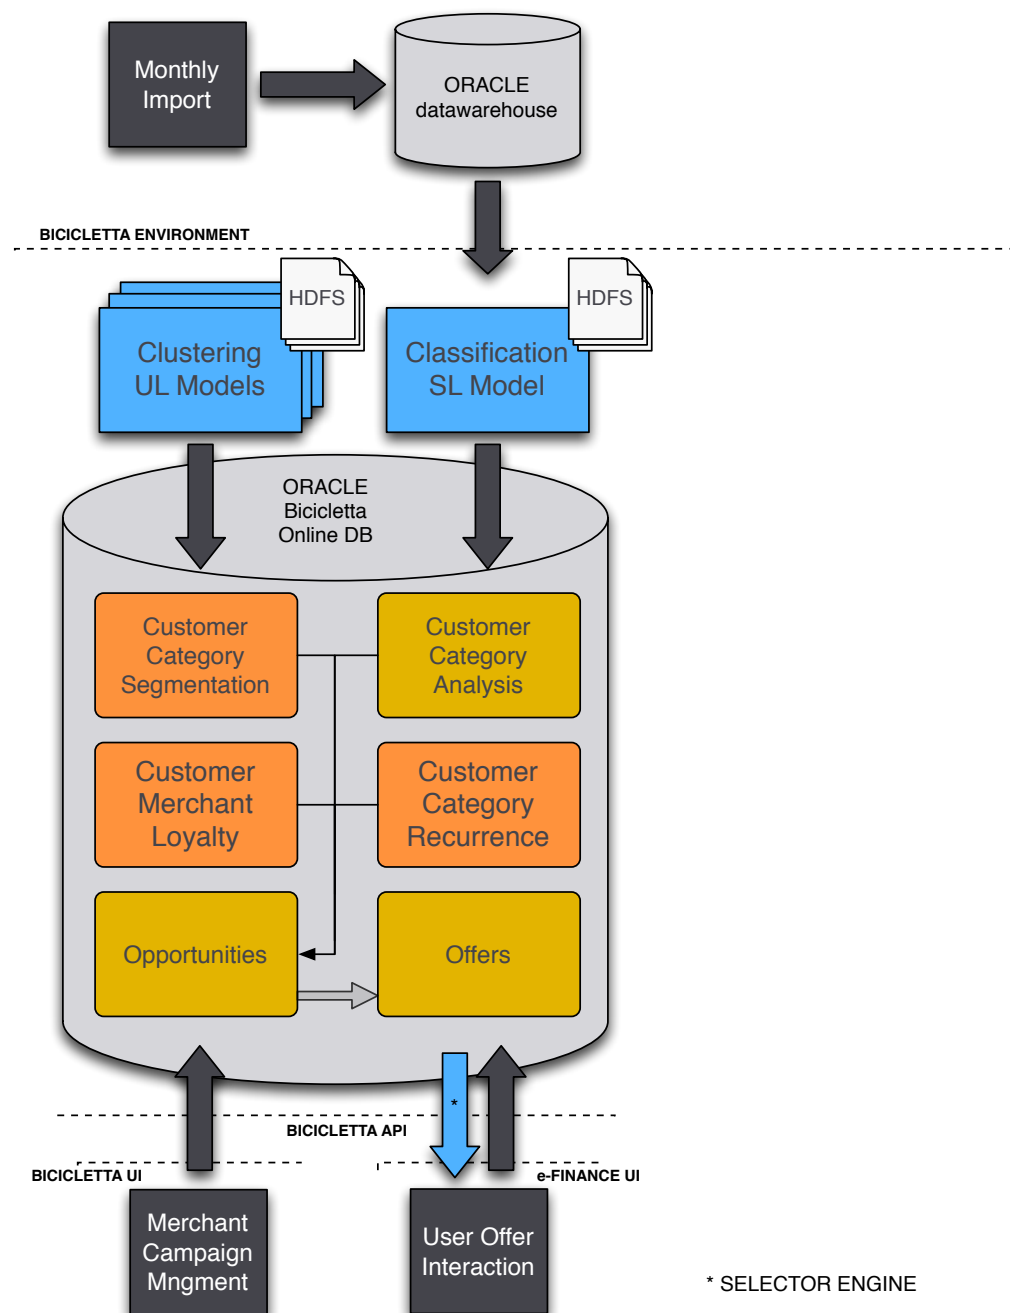 Monthly
Import
ORACLE
datawarehouse
BICICLETTA ENVIRONMENT
HDFS
HDFS
Clustering
UL Models
Classification
SL Model
ORACLE
Bicicletta
Online DB
Customer
Category
Segmentation
Customer
Category
Analysis
Customer
Merchant
Loyalty
Customer
Category
Recurrence
Opportunities
Offers
*
BICICLETTA API
BICICLETTA UI
e-FINANCE UI
Merchant
Campaign
Mngment
User Offer
Interaction
* SELECTOR ENGINE